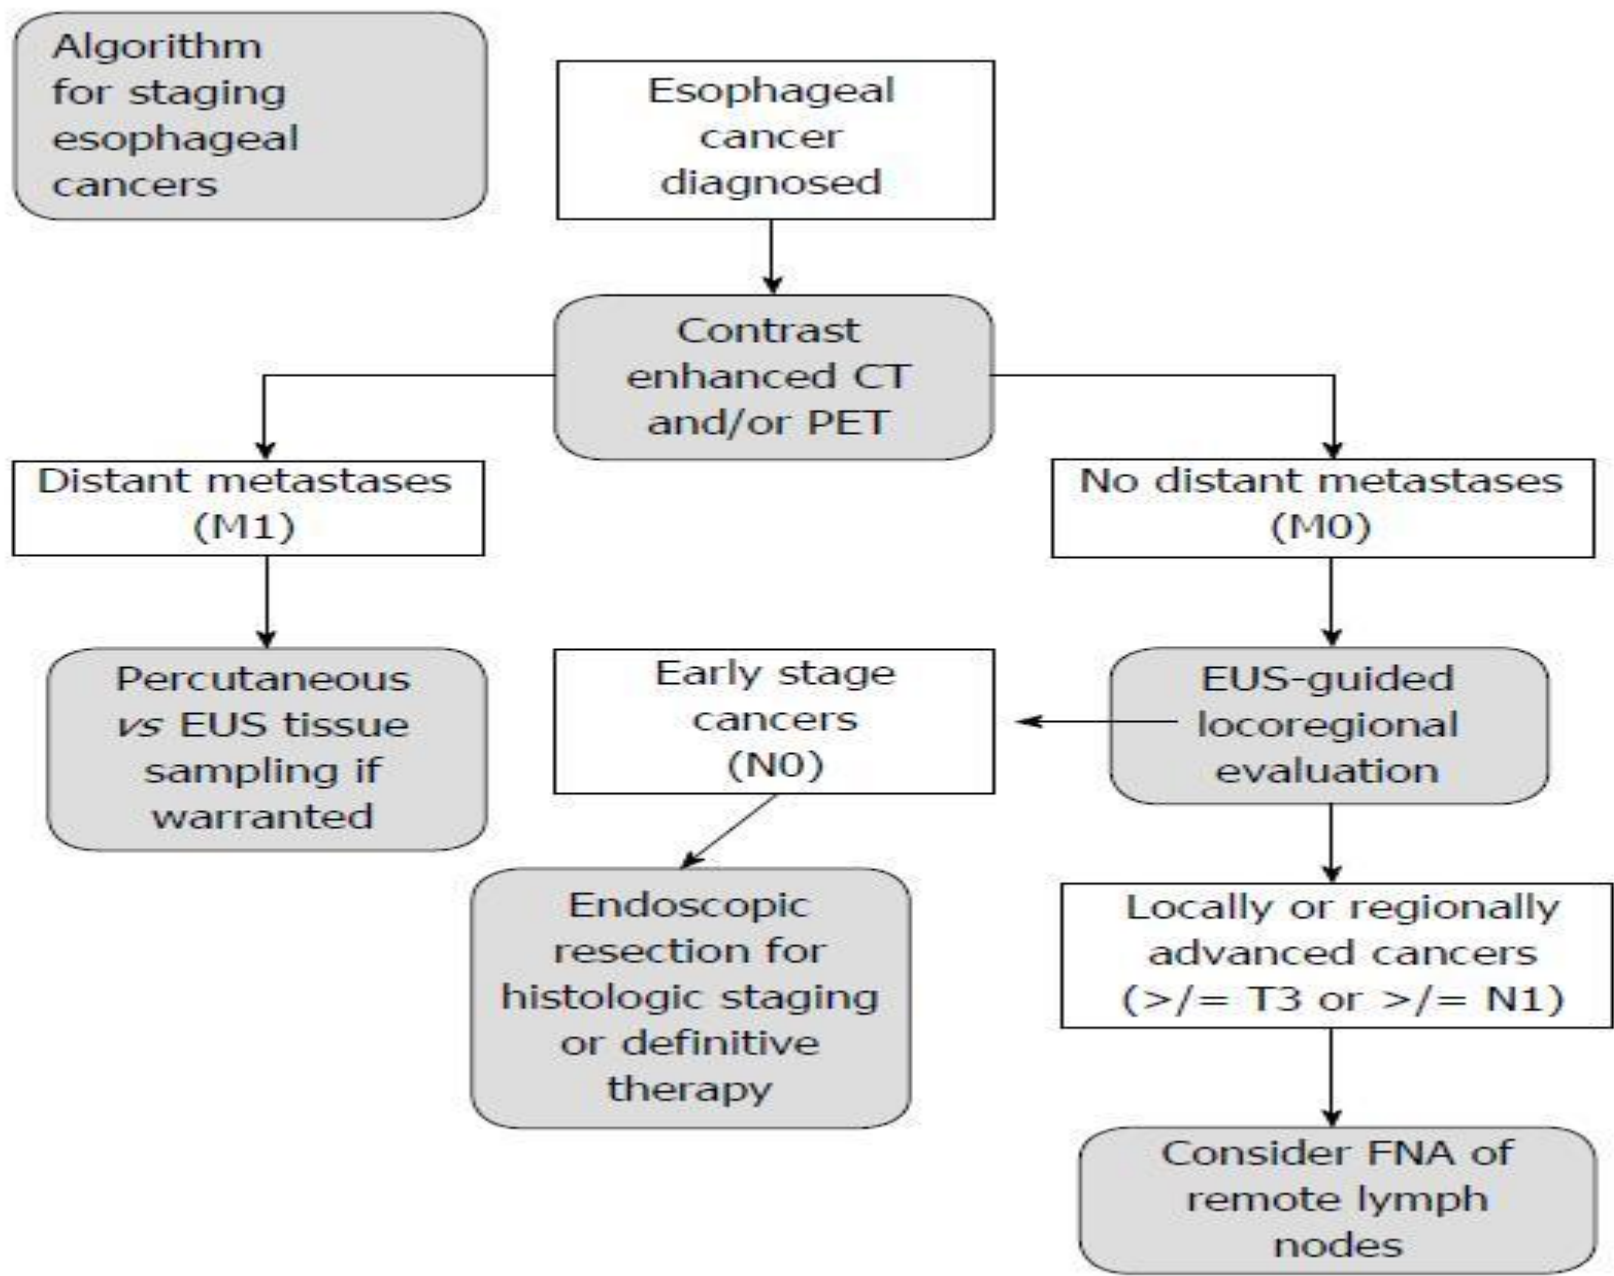 Algorithm
for staging
esophageal
cancers
Esophageal
cancer
diagnosed
Contrast
enhanced CT
and/or PET
Distant metastases
(M1)
No distant metastases
(M0)
Percutaneous
vs EUS tissue
sampling if
warranted
Early stage
cancers
(N0)
EUS-guided
locoregional
evaluation
Endoscopic
resection for
histologic staging
or definitive
therapy
Locally or regionally
advanced cancers
(>/= T3 or >/= N1)
Consider FNA of
remote lymph
nodes